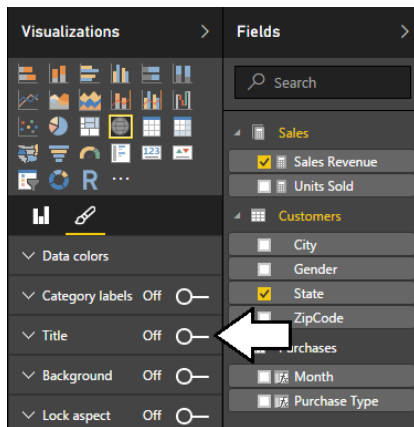 Visualizations
Fields
Search
Sales
Sales Revenue
Units Sold
Customers
City
Gender
State
ZipCode
Month
Purchase Type
123
R
...
Data colors
Category labels Off
Title Off
Background Off
Lock aspect Off